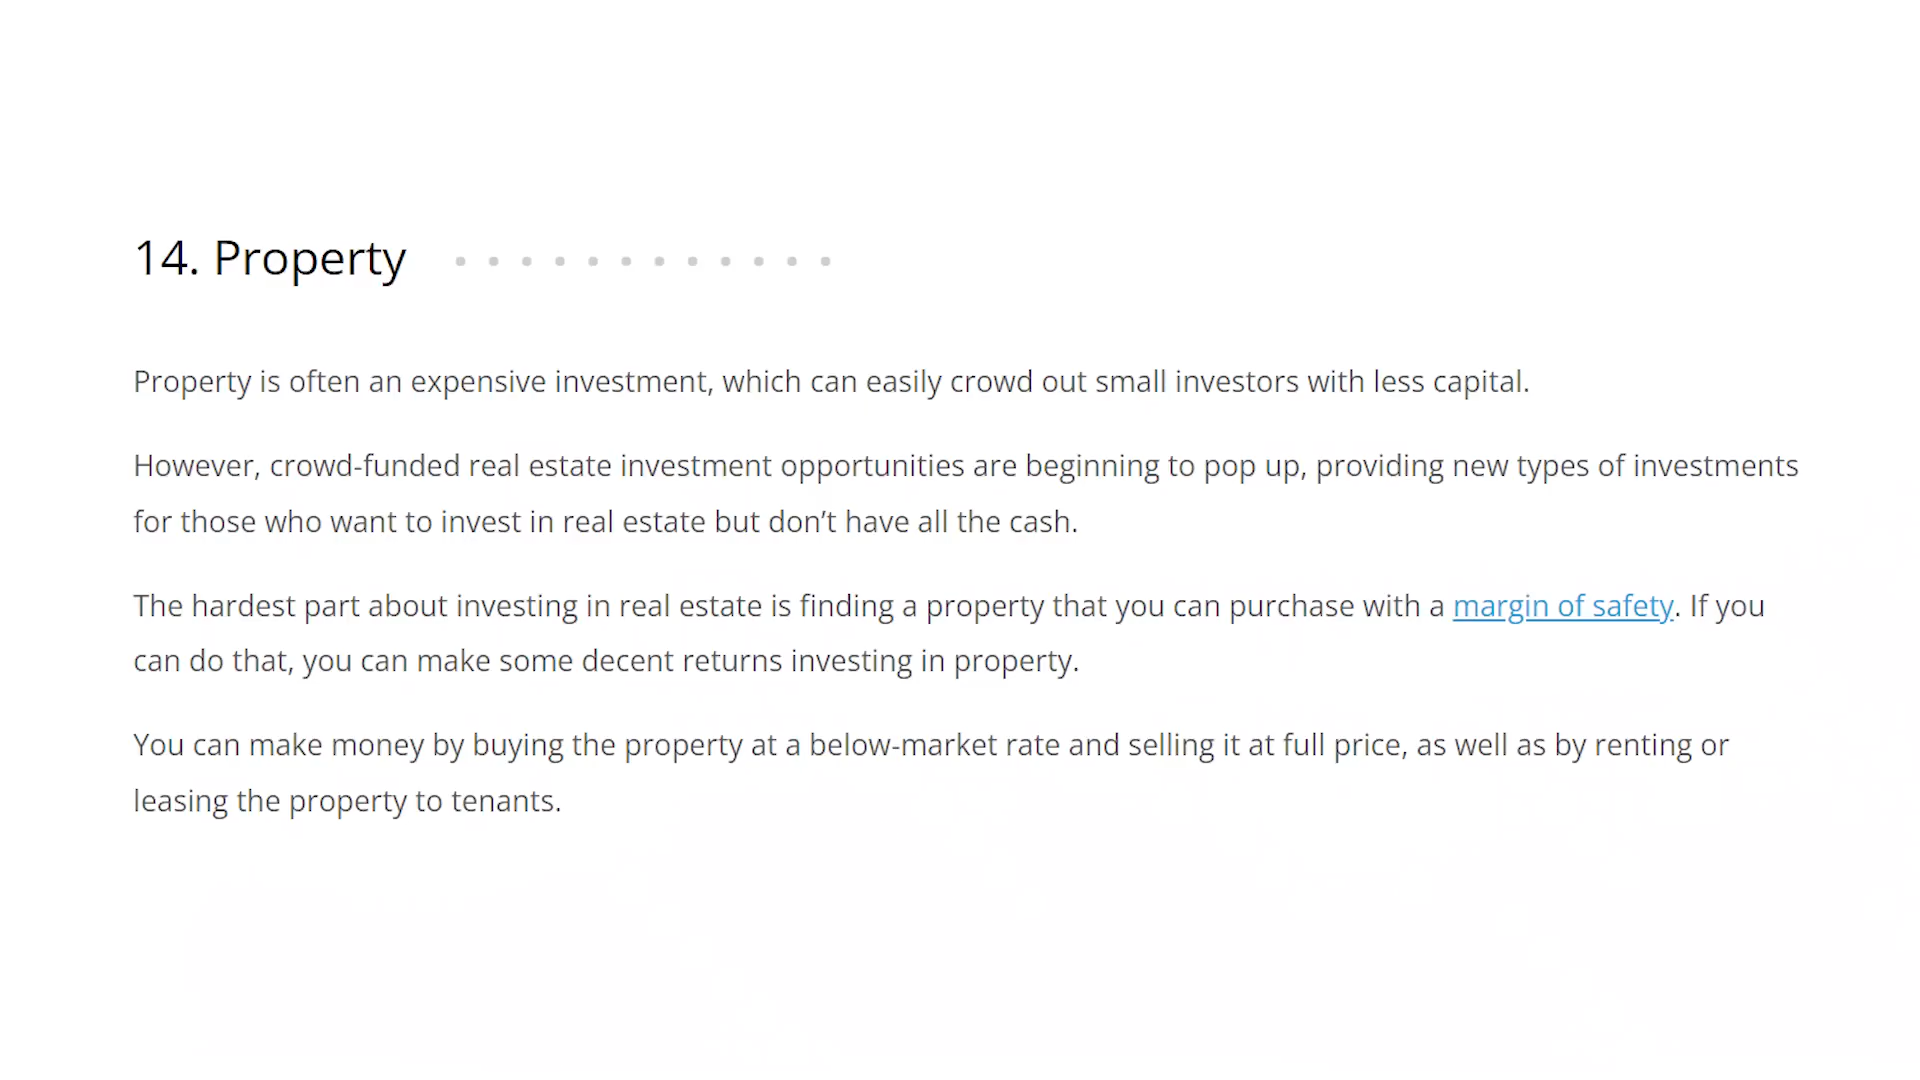 14. Property
Property is often an expensive investment, which can easily crowd out small investors with less capital.
However, crowd-funded real estate investment opportunities are beginning to pop up, providing new types of investments
for those who want to invest in real estate but don’t have all the cash.
The hardest part about investing in real estate is finding a property that you can purchase with a margin of safety. If you
can do that, you can make some decent returns investing in property.
You can make money by buying the property at a below-market rate and selling it at full price, as well as by renting or
leasing the property to tenants.